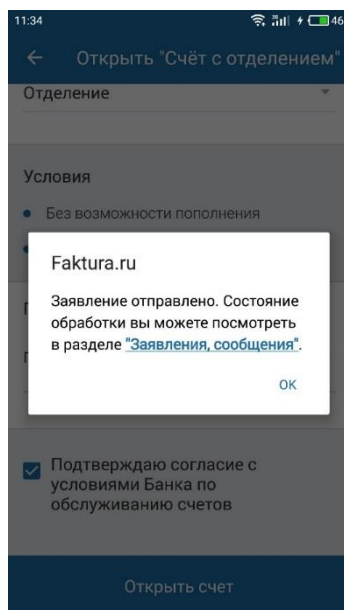 11:34
46
Открыть "Счёт с отделением"
Отделение
Условия
Без возможности пополнения
Faktura.ru
Заявление отправлено. Состояние
обработки вы можете посмотреть
в разделе "Заявления, сообщения".
ОК
Подтверждаю согласие с
условиями Банка по
обслуживанию счетов
Открыть счет